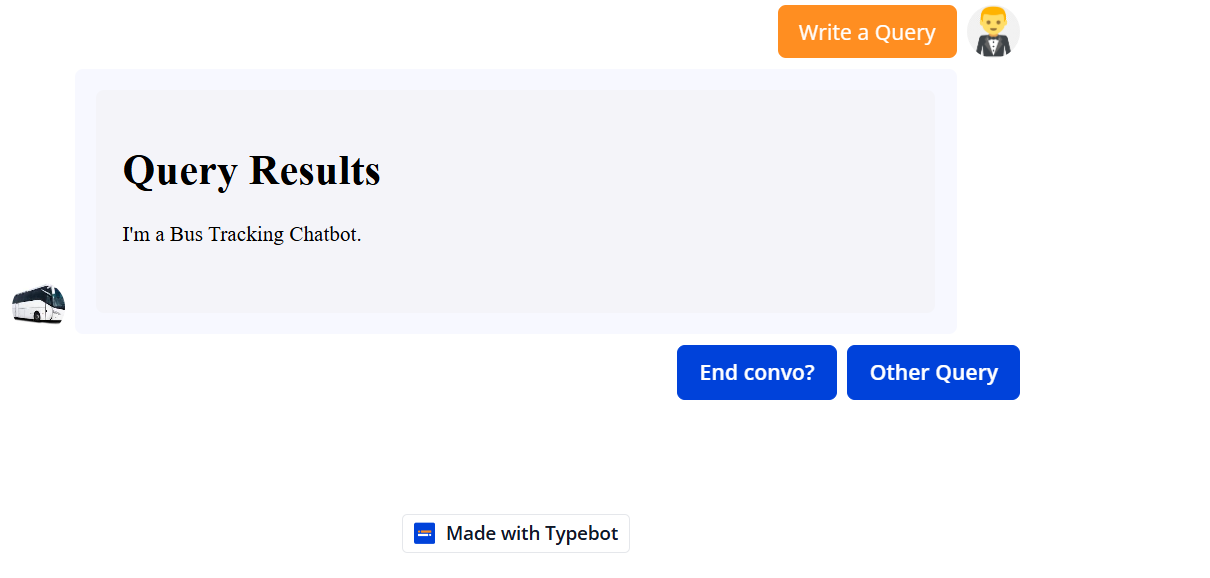 Write a Query
Query Results
I'm a Bus Tracking Chatbot.
End convo?
Other Query
Made with Typebot